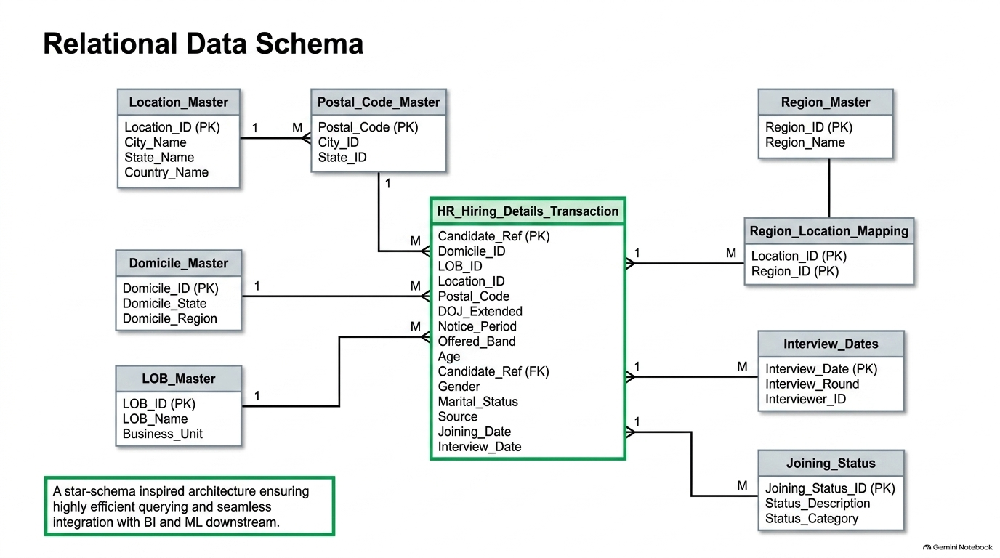 Relational Data Schema
Location_Master
Location_ID (PK)
City_Name
State_Name
Country_Name
1
M
Postal_Code_Master
Postal_Code (PK)
City_ID
State_ID
1
M
Region_Master
Region_ID (PK)
Region_Name
Region_Location_Mapping
Location_ID (PK)
Region_ID (PK)
HR_Hiring_Details_Transaction
Candidate_Ref (PK)
Domicile_ID
LOB_ID
Location_ID
Postal_Code
DOJ_Extended
Notice_Period
Offered_Band
Age
Candidate_Ref (FK)
Gender
Marital_Status
Source
Joining_Date
Interview_Date
1
M
Domicile_Master
Domicile_ID (PK)
Domicile_State
Domicile_Region
1
M
LOB_Master
LOB_ID (PK)
LOB_Name
Business_Unit
1
M
Interview_Dates
Interview_Date (PK)
Interview_Round
Interviewer_ID
1
M
Joining_Status
Joining_Status_ID (PK)
Status_Description
Status_Category
1
M
A star-schema inspired architecture ensuring
highly efficient querying and seamless
integration with BI and ML downstream.
Gemini Notebook